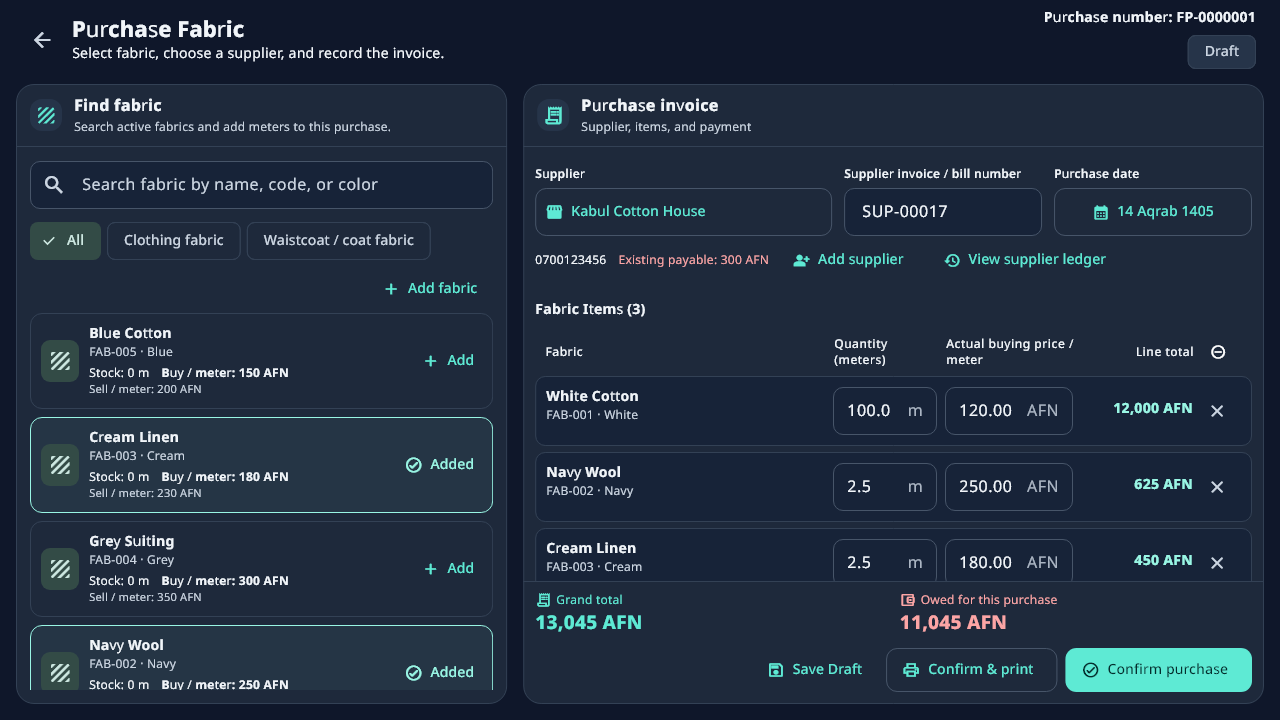 Purchase Fabric
Select fabric, choose a supplier, and record the invoice.
Purchase number: FP-0000001
Draft
Find fabric
Search active fabrics and add meters to this purchase.
Search fabric by name, code, or color
All
Clothing fabric
Waistcoat / coat fabric
Add fabric
Blue Cotton
FAB-005 · Blue
Stock: 0 m Buy / meter: 150 AFN
Sell / meter: 200 AFN
Add
Cream Linen
FAB-003 · Cream
Stock: 0 m Buy / meter: 180 AFN
Sell / meter: 230 AFN
Added
Grey Suiting
FAB-004 · Grey
Stock: 0 m Buy / meter: 300 AFN
Sell / meter: 350 AFN
Add
Navy Wool
FAB-002 · Navy
Stock: 0 m Buy / meter: 250 AFN
Added
Purchase invoice
Supplier, items, and payment
Supplier
Kabul Cotton House
Supplier invoice / bill number
SUP-00017
Purchase date
14 Aqrab 1405
0700123456 Existing payable: 300 AFN
Add supplier
View supplier ledger
Fabric Items (3)
Fabric
Quantity
(meters)
Actual buying price /
meter
Line total
White Cotton
FAB-001 · White
100.0 m
120.00 AFN
12,000 AFN
Navy Wool
FAB-002 · Navy
2.5 m
250.00 AFN
625 AFN
Cream Linen
FAB-003 · Cream
2.5 m
180.00 AFN
450 AFN
Grand total
13,045 AFN
Owed for this purchase
11,045 AFN
Save Draft
Confirm & print
Confirm purchase